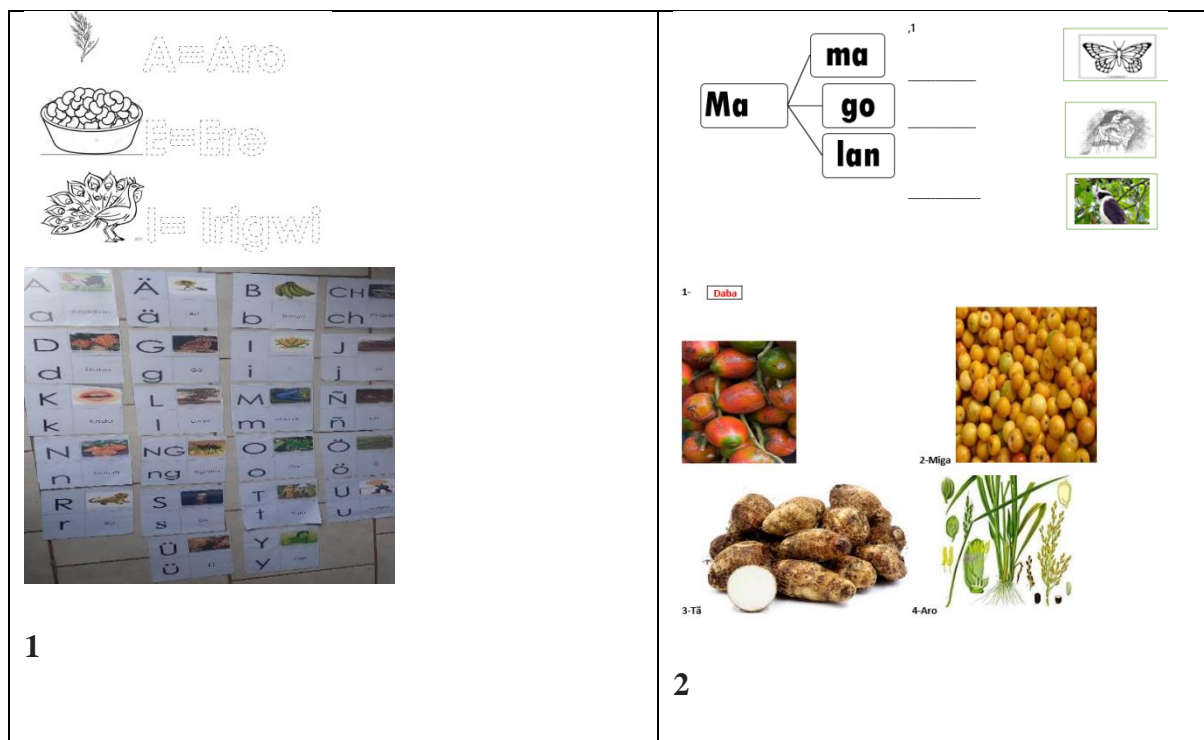 A=Aro
E=Ere
I= Irigwi
A Ä B CH
a ä b ch
D G I J
d g i j
K L M Ñ
k l m ñ
N NG O Ö
n ng o ö
R S T U
r s t u
Ü Y
ü y
1
,1
ma
Ma
go
lan
1- Daba
2-Miga
3-Tã
4-Aro
2